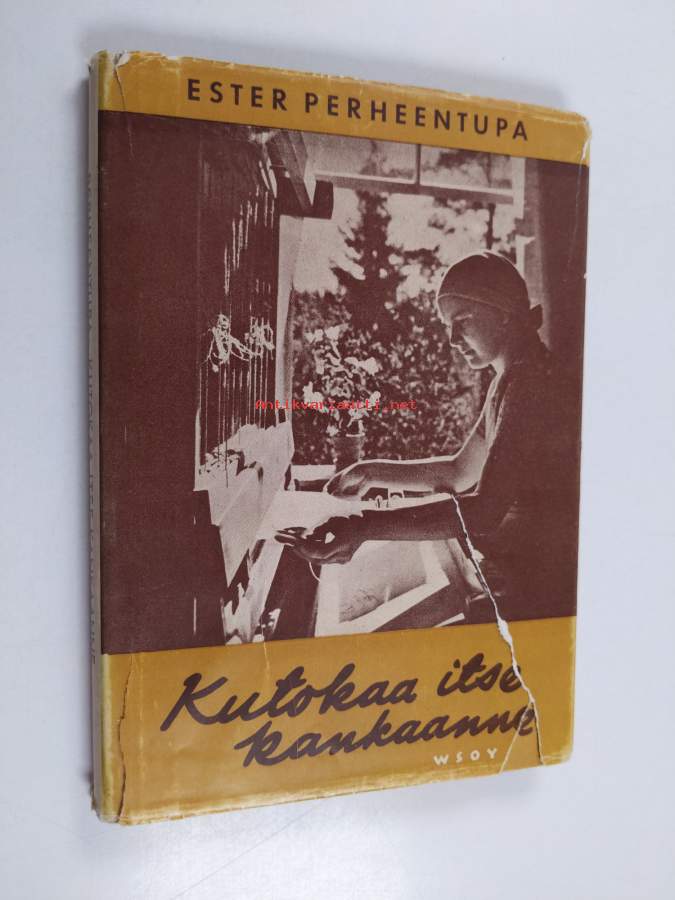 ESTER PERHEENTUPA
Antikvariaatti.net
Kutokaa itse
kankaanne
WSOY